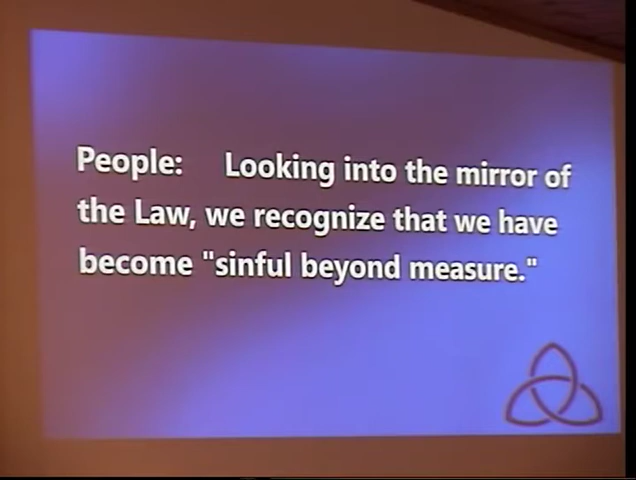 People: Looking into the mirror of
the Law, we recognize that we have
become "sinful beyond measure."